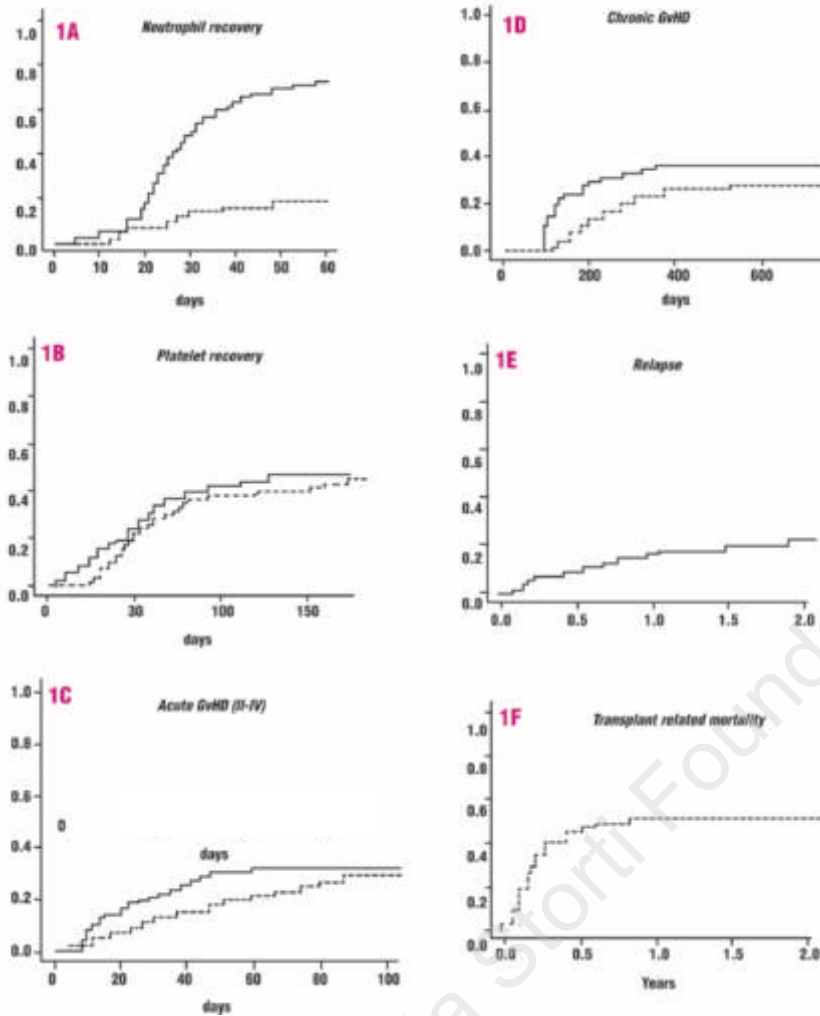 1A
Neutrophil recovery
1.0
0.8
0.6
0.4
0.2
0.0
0 10 20 30 40 50 60
days
1B
Platelet recovery
1.0
0.8
0.6
0.4
0.2
0.0
0 30 100 150
days
1C
Acute GvHD (II-IV)
1.0
0.8
0.6
0
0.4
days
0.2
0.0
0 20 40 60 80 100
days
1D
Chronic GvHD
1.0
0.8
0.6
0.4
0.2
0.0
0 200 400 600
days
1E
Relapse
1.0
0.8
0.6
0.4
0.2
0.0
0.0 0.5 1.0 1.5 2.0
1F
Transplant related mortality
1.0
0.8
0.6
0.4
0.2
0.0
0.0 0.5 1.0 1.5 2.0
Years
a Storti Found